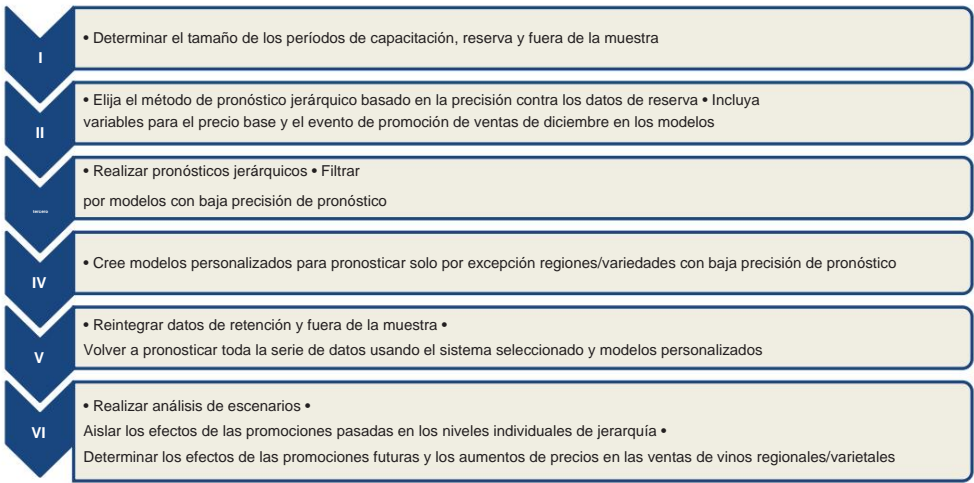 I
• Determinar el tamaño de los períodos de capacitación, reserva y fuera de la muestra
II
• Elija el método de pronóstico jerárquico basado en la precisión contra los datos de reserva • Incluya
variables para el precio base y el evento de promoción de ventas de diciembre en los modelos
tercero
• Realizar pronósticos jerárquicos • Filtrar
por modelos con baja precisión de pronóstico
IV
• Cree modelos personalizados para pronosticar solo por excepción regiones/variedades con baja precisión de pronóstico
V
• Reintegrar datos de retención y fuera de la muestra •
Volver a pronosticar toda la serie de datos usando el sistema seleccionado y modelos personalizados
VI
• Realizar análisis de escenarios •
Aislar los efectos de las promociones pasadas en los niveles individuales de jerarquía •
Determinar los efectos de las promociones futuras y los aumentos de precios en las ventas de vinos regionales/varietales